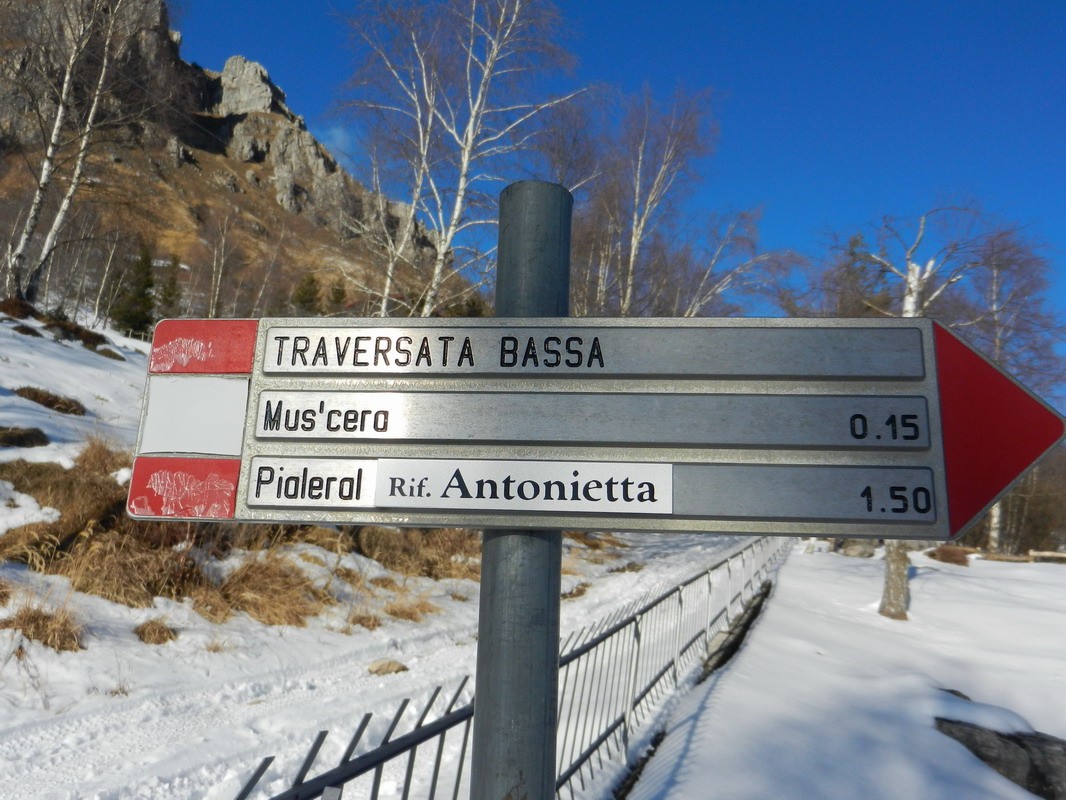 TRAVERSATA BASSA
Mus'cera 0.15
Pialeral Rif. Antonietta 1.50